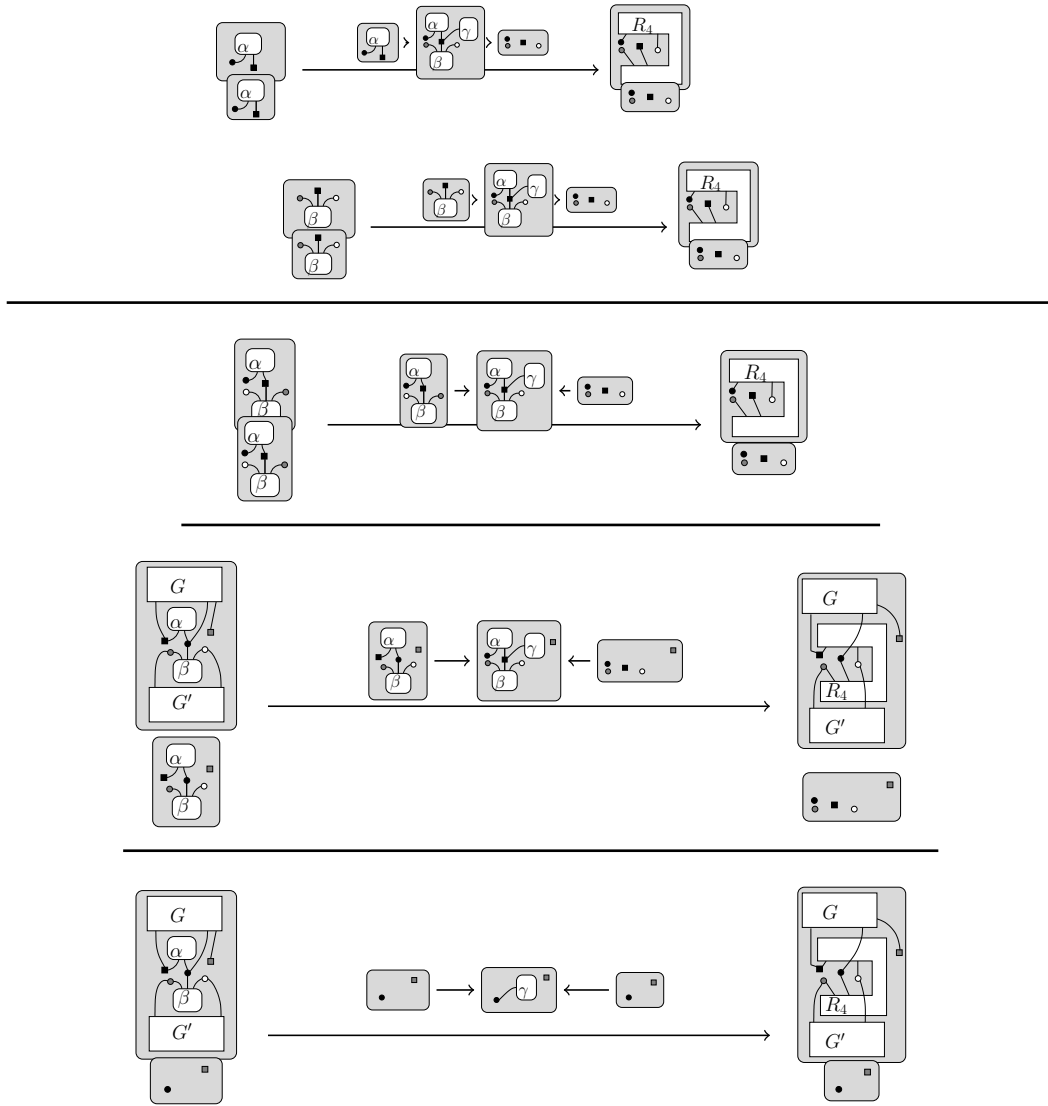 α α α γ β R₄
α
β β α γ β R₄
β
α β α β α γ β R₄
α β
G α β G′ α β α γ β G R₄ G′
α β
G α β G′ γ G R₄ G′